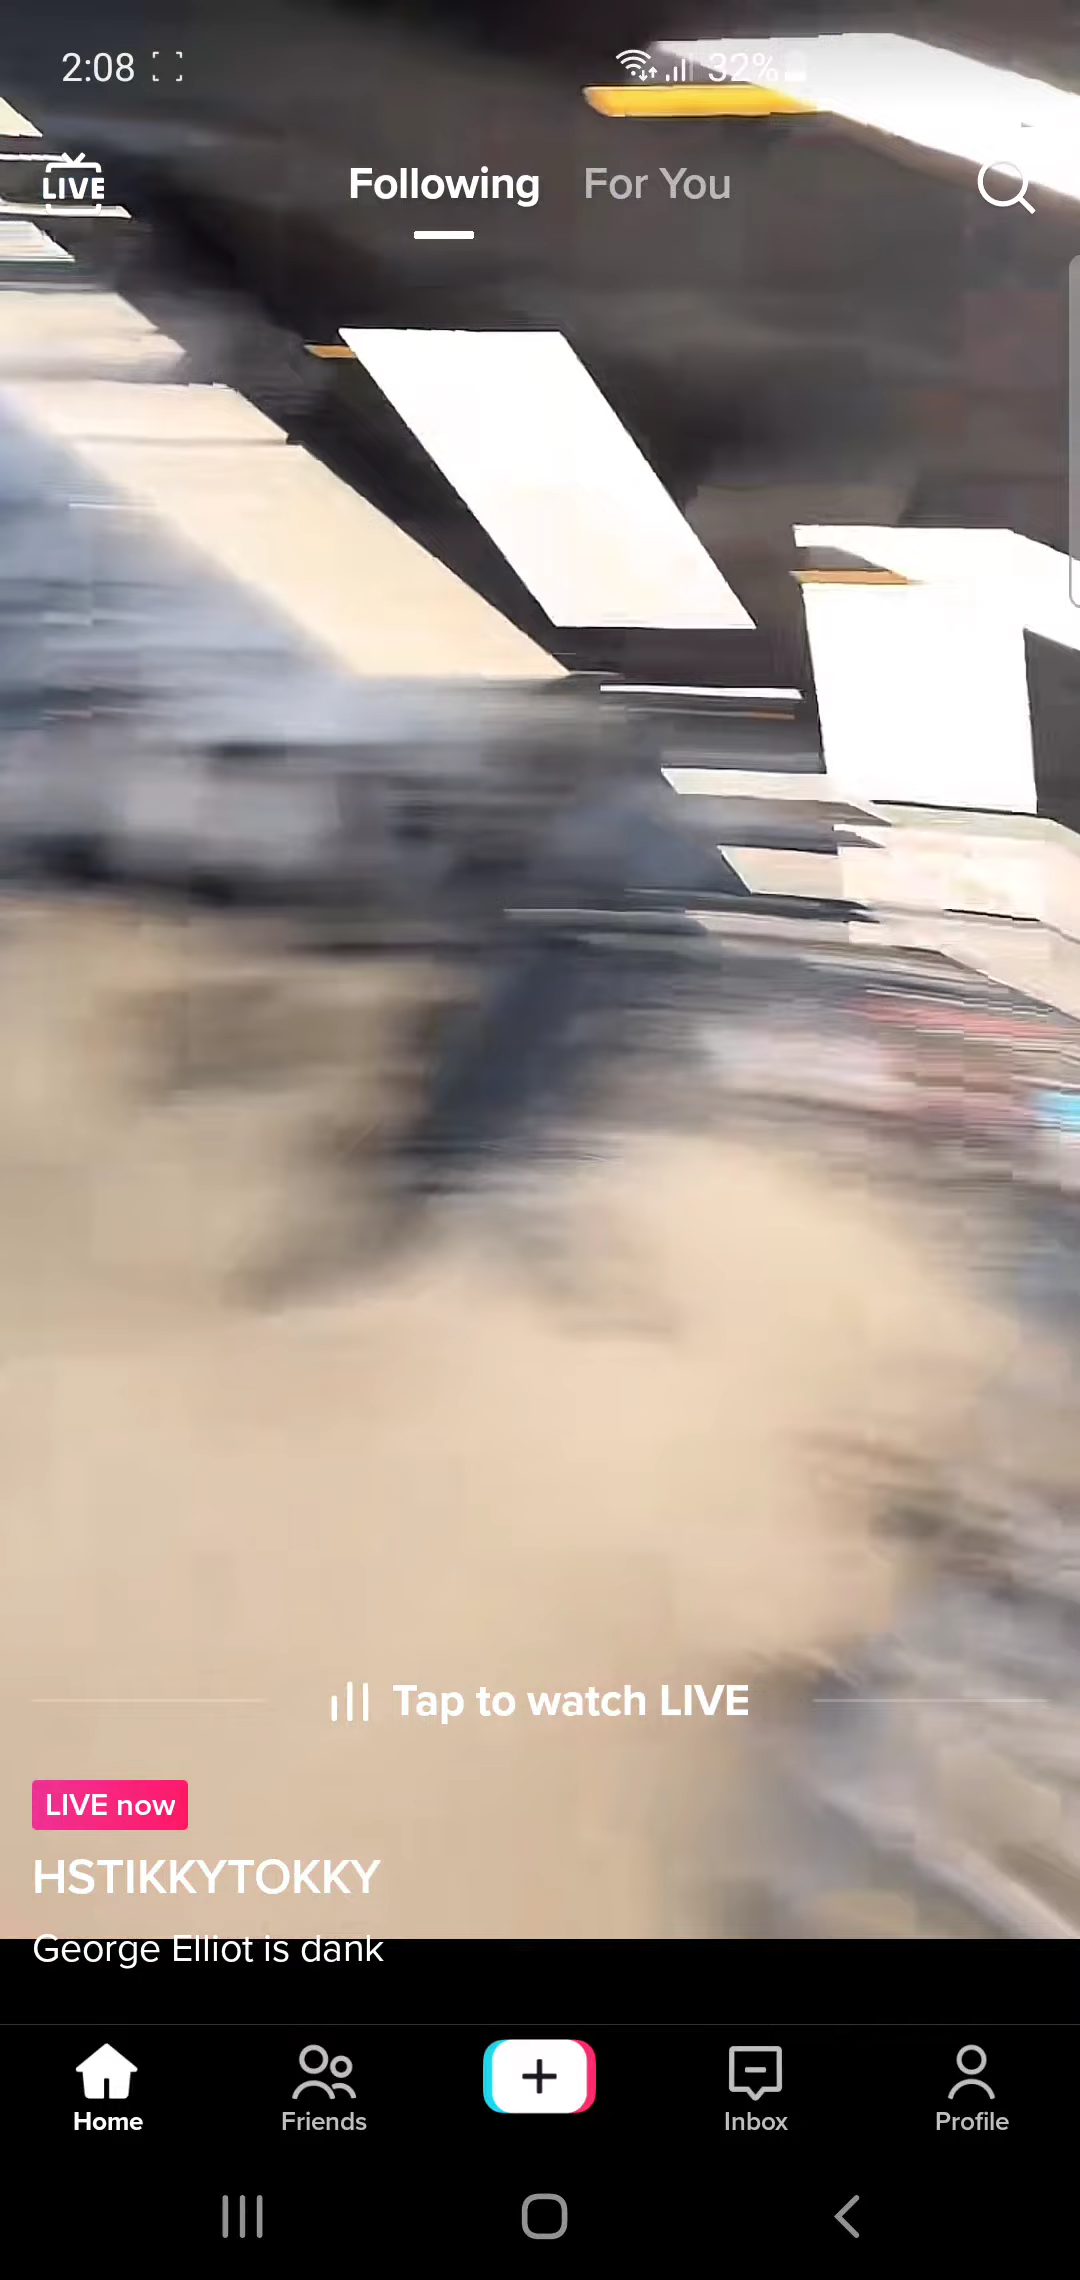 2:08 32%
LIVE Following For You
Tap to watch LIVE
LIVE now
HSTIKKYTOKKY
George Elliot is dank
Home Friends Inbox Profile